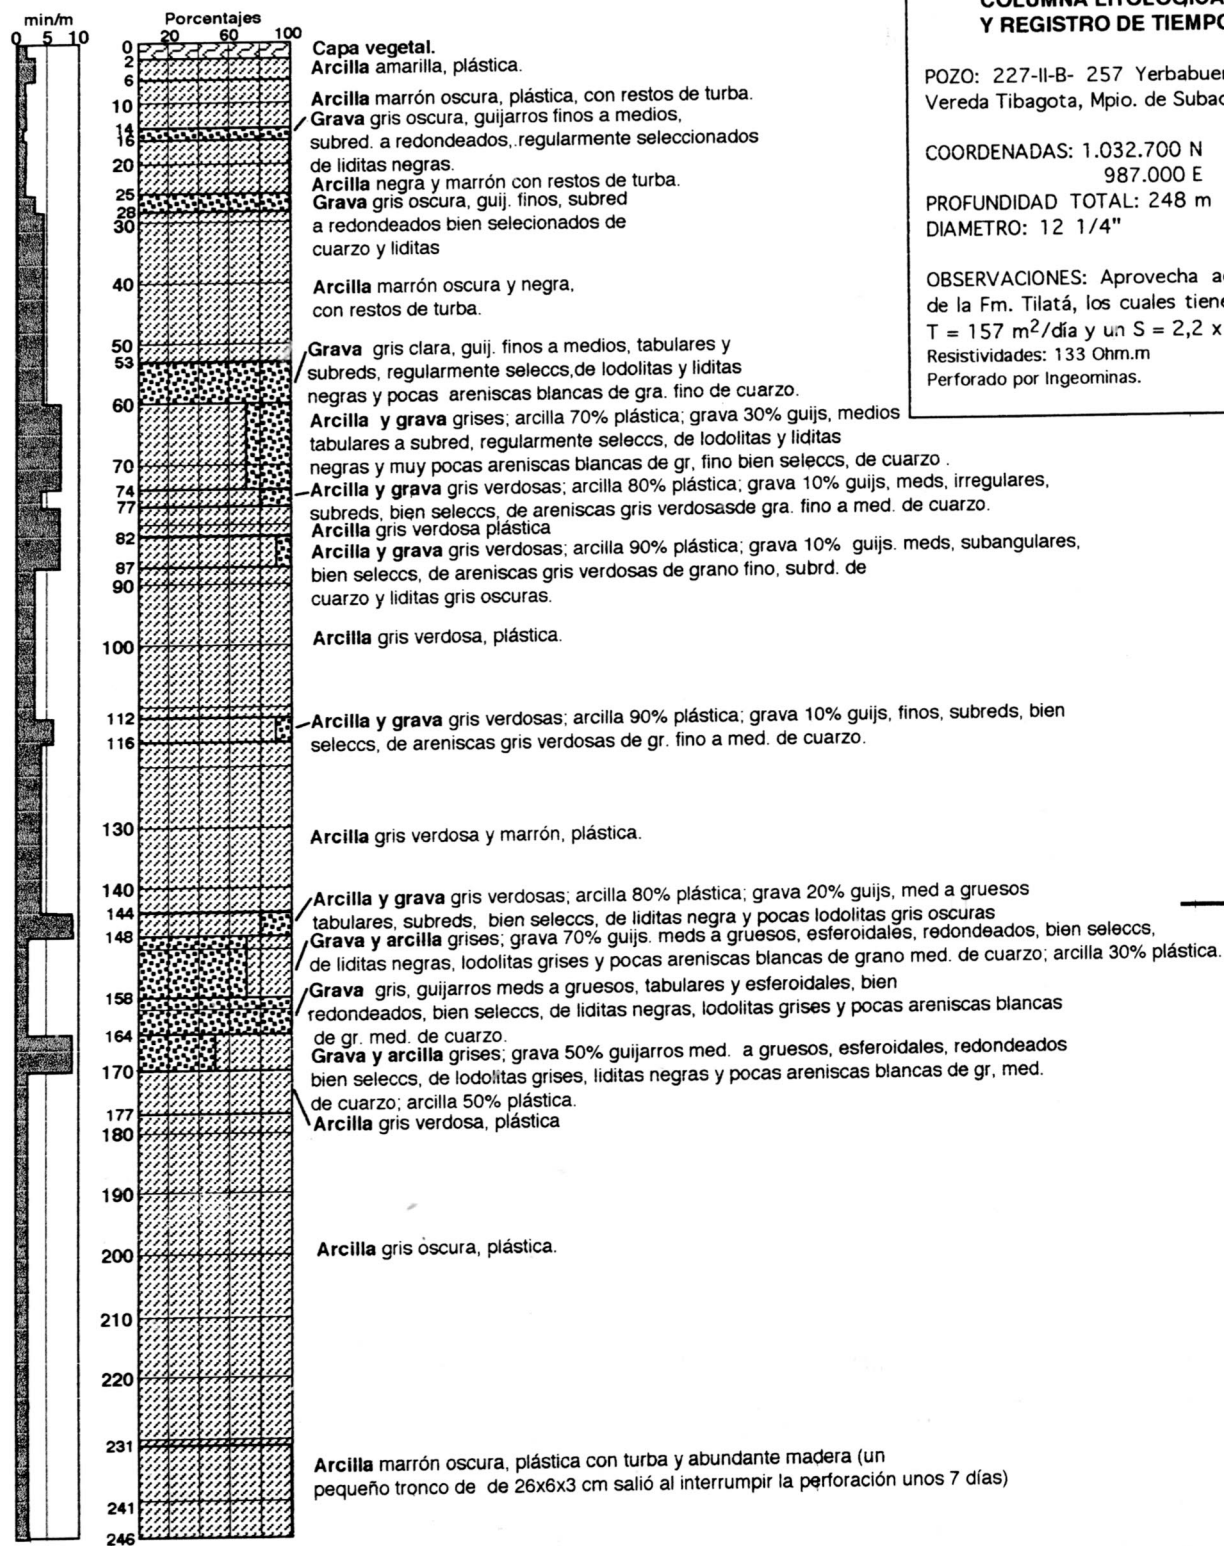 min/m
0 5 10
Porcentajes
20 60 100
0
2
6
10
14
16
20
25
28
30
40
50
53
60
70
74
77
82
87
90
100
112
116
130
140
144
148
158
164
170
177
180
190
200
210
220
231
241
246
Capa vegetal.
Arcilla amarilla, plástica.
Arcilla marrón oscura, plástica, con restos de turba.
Grava gris oscura, guijarros finos a medios,
subred. a redondeados,.regularmente seleccionados
de liditas negras.
Arcilla negra y marrón con restos de turba.
Grava gris oscura, guij. finos, subred
a redondeados bien selecionados de
cuarzo y liditas
Arcilla marrón oscura y negra,
con restos de turba.
Grava gris clara, guij. finos a medios, tabulares y
subreds, regularmente seleccs,de lodolitas y liditas
negras y pocas areniscas blancas de gra. fino de cuarzo.
Arcilla y grava grises; arcilla 70% plástica; grava 30% guijs, medios
tabulares a subred, regularmente seleccs, de lodolitas y liditas
negras y muy pocas areniscas blancas de gr, fino bien seleccs, de cuarzo .
Arcilla y grava gris verdosas; arcilla 80% plástica; grava 10% guijs, meds, irregulares,
subreds, bien seleccs, de areniscas gris verdosasde gra. fino a med. de cuarzo.
Arcilla gris verdosa plástica
Arcilla y grava gris verdosas; arcilla 90% plástica; grava 10% guijs. meds, subangulares,
bien seleccs, de areniscas gris verdosas de grano fino, subrd. de
cuarzo y liditas gris oscuras.
Arcilla gris verdosa, plástica.
Arcilla y grava gris verdosas; arcilla 90% plástica; grava 10% guijs, finos, subreds, bien
seleccs, de areniscas gris verdosas de gr. fino a med. de cuarzo.
Arcilla gris verdosa y marrón, plástica.
Arcilla y grava gris verdosas; arcilla 80% plástica; grava 20% guijs, med a gruesos
tabulares, subreds, bien seleccs, de liditas negra y pocas lodolitas gris oscuras
Grava y arcilla grises; grava 70% guijs. meds a gruesos, esferoidales, redondeados, bien seleccs,
de liditas negras, lodolitas grises y pocas areniscas blancas de grano med. de cuarzo; arcilla 30% plástica.
Grava gris, guijarros meds a gruesos, tabulares y esferoidales, bien
redondeados, bien seleccs, de liditas negras, lodolitas grises y pocas areniscas blancas
de gr. med. de cuarzo.
Grava y arcilla grises; grava 50% guijarros med. a gruesos, esferoidales, redondeados
bien seleccs, de lodolitas grises, liditas negras y pocas areniscas blancas de gr, med.
de cuarzo; arcilla 50% plástica.
Arcilla gris verdosa, plástica
Arcilla gris oscura, plástica.
Arcilla marrón oscura, plástica con turba y abundante madera (un
pequeño tronco de de 26x6x3 cm salió al interrumpir la perforación unos 7 días)
COLUMNA LITOLOGICA
Y REGISTRO DE TIEMPO
POZO: 227-II-B- 257 Yerbabuen
Vereda Tibagota, Mpio. de Subac
COORDENADAS: 1.032.700 N
987.000 E
PROFUNDIDAD TOTAL: 248 m
DIAMETRO: 12 1/4"
OBSERVACIONES: Aprovecha
de la Fm. Tilatá, los cuales tiene
T = 157 m²/día y un S = 2,2 x
Resistividades: 133 Ohm.m
Perforado por Ingeominas.